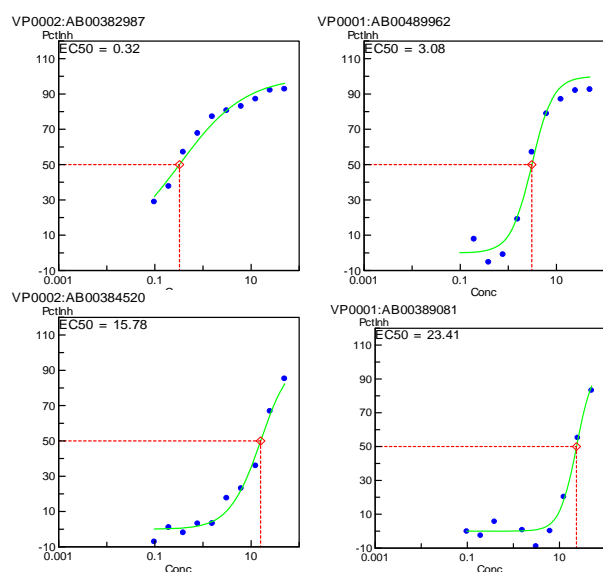 VP0002:AB00382987
PctInh
EC50 = 0.32
110
90
70
50
30
10
-10
0.001
0.1
10
Conc
VP0001:AB00489962
PctInh
EC50 = 3.08
110
90
70
50
30
10
-10
0.001
0.1
10
Conc
VP0002:AB00384520
PctInh
EC50 = 15.78
110
90
70
50
30
10
-10
0.001
0.1
10
Conc
VP0001:AB00389081
PctInh
EC50 = 23.41
110
90
70
50
30
10
-10
0.001
0.1
10
Conc